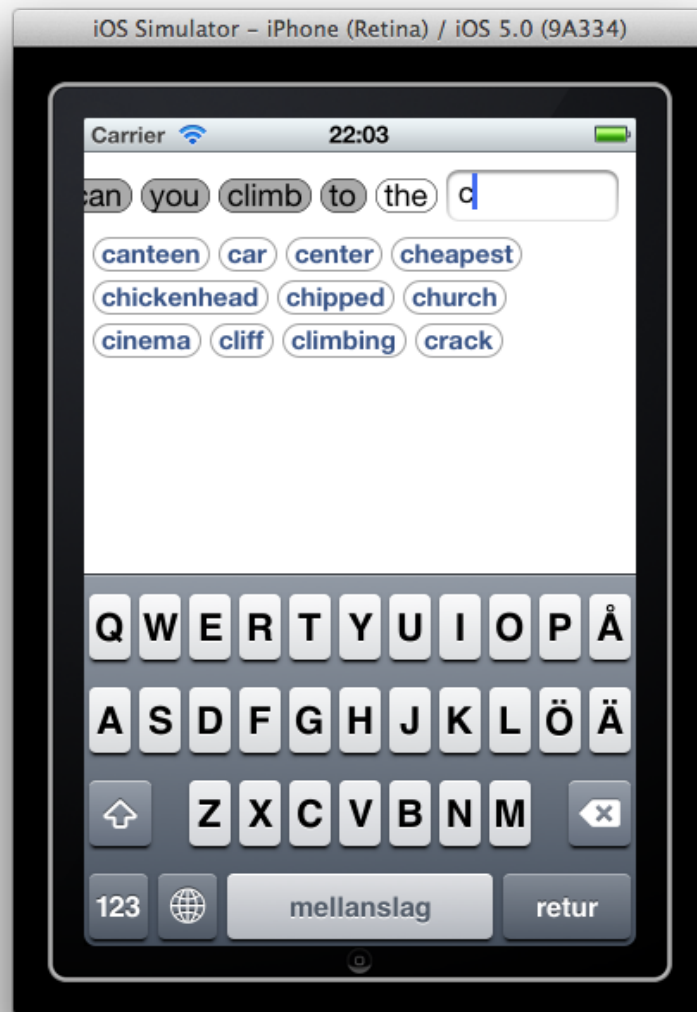 iOS Simulator – iPhone (Retina) / iOS 5.0 (9A334)
Carrier 22:03
can you climb to the c
canteen car center cheapest
chickenhead chipped church
cinema cliff climbing crack
Q W E R T Y U I O P Å
A S D F G H J K L Ö Ä
Z X C V B N M
123 mellanslag retur